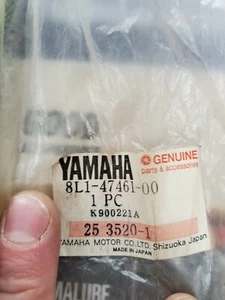 YAMAHA GENUINE
parts & accessories
8L1-47461-00
1 PC
K900221A
25 3520-1
YAMAHA MOTOR CO.,LTD. Shizuoka Japan
MADE IN JAPAN